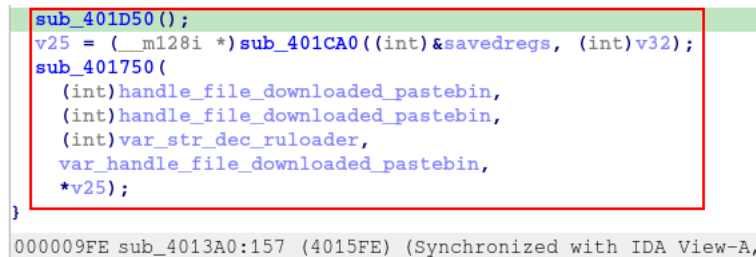 sub_401D50();
v25 = (__m128i *)sub_401CA0((int)&savedregs, (int)v32);
sub_401750(
(int)handle_file_downloaded_pastebin,
(int)handle_file_downloaded_pastebin,
(int)var_str_dec_ruloader,
var_handle_file_downloaded_pastebin,
*v25);
}
000009FE sub_4013A0:157 (4015FE) (Synchronized with IDA View-A,